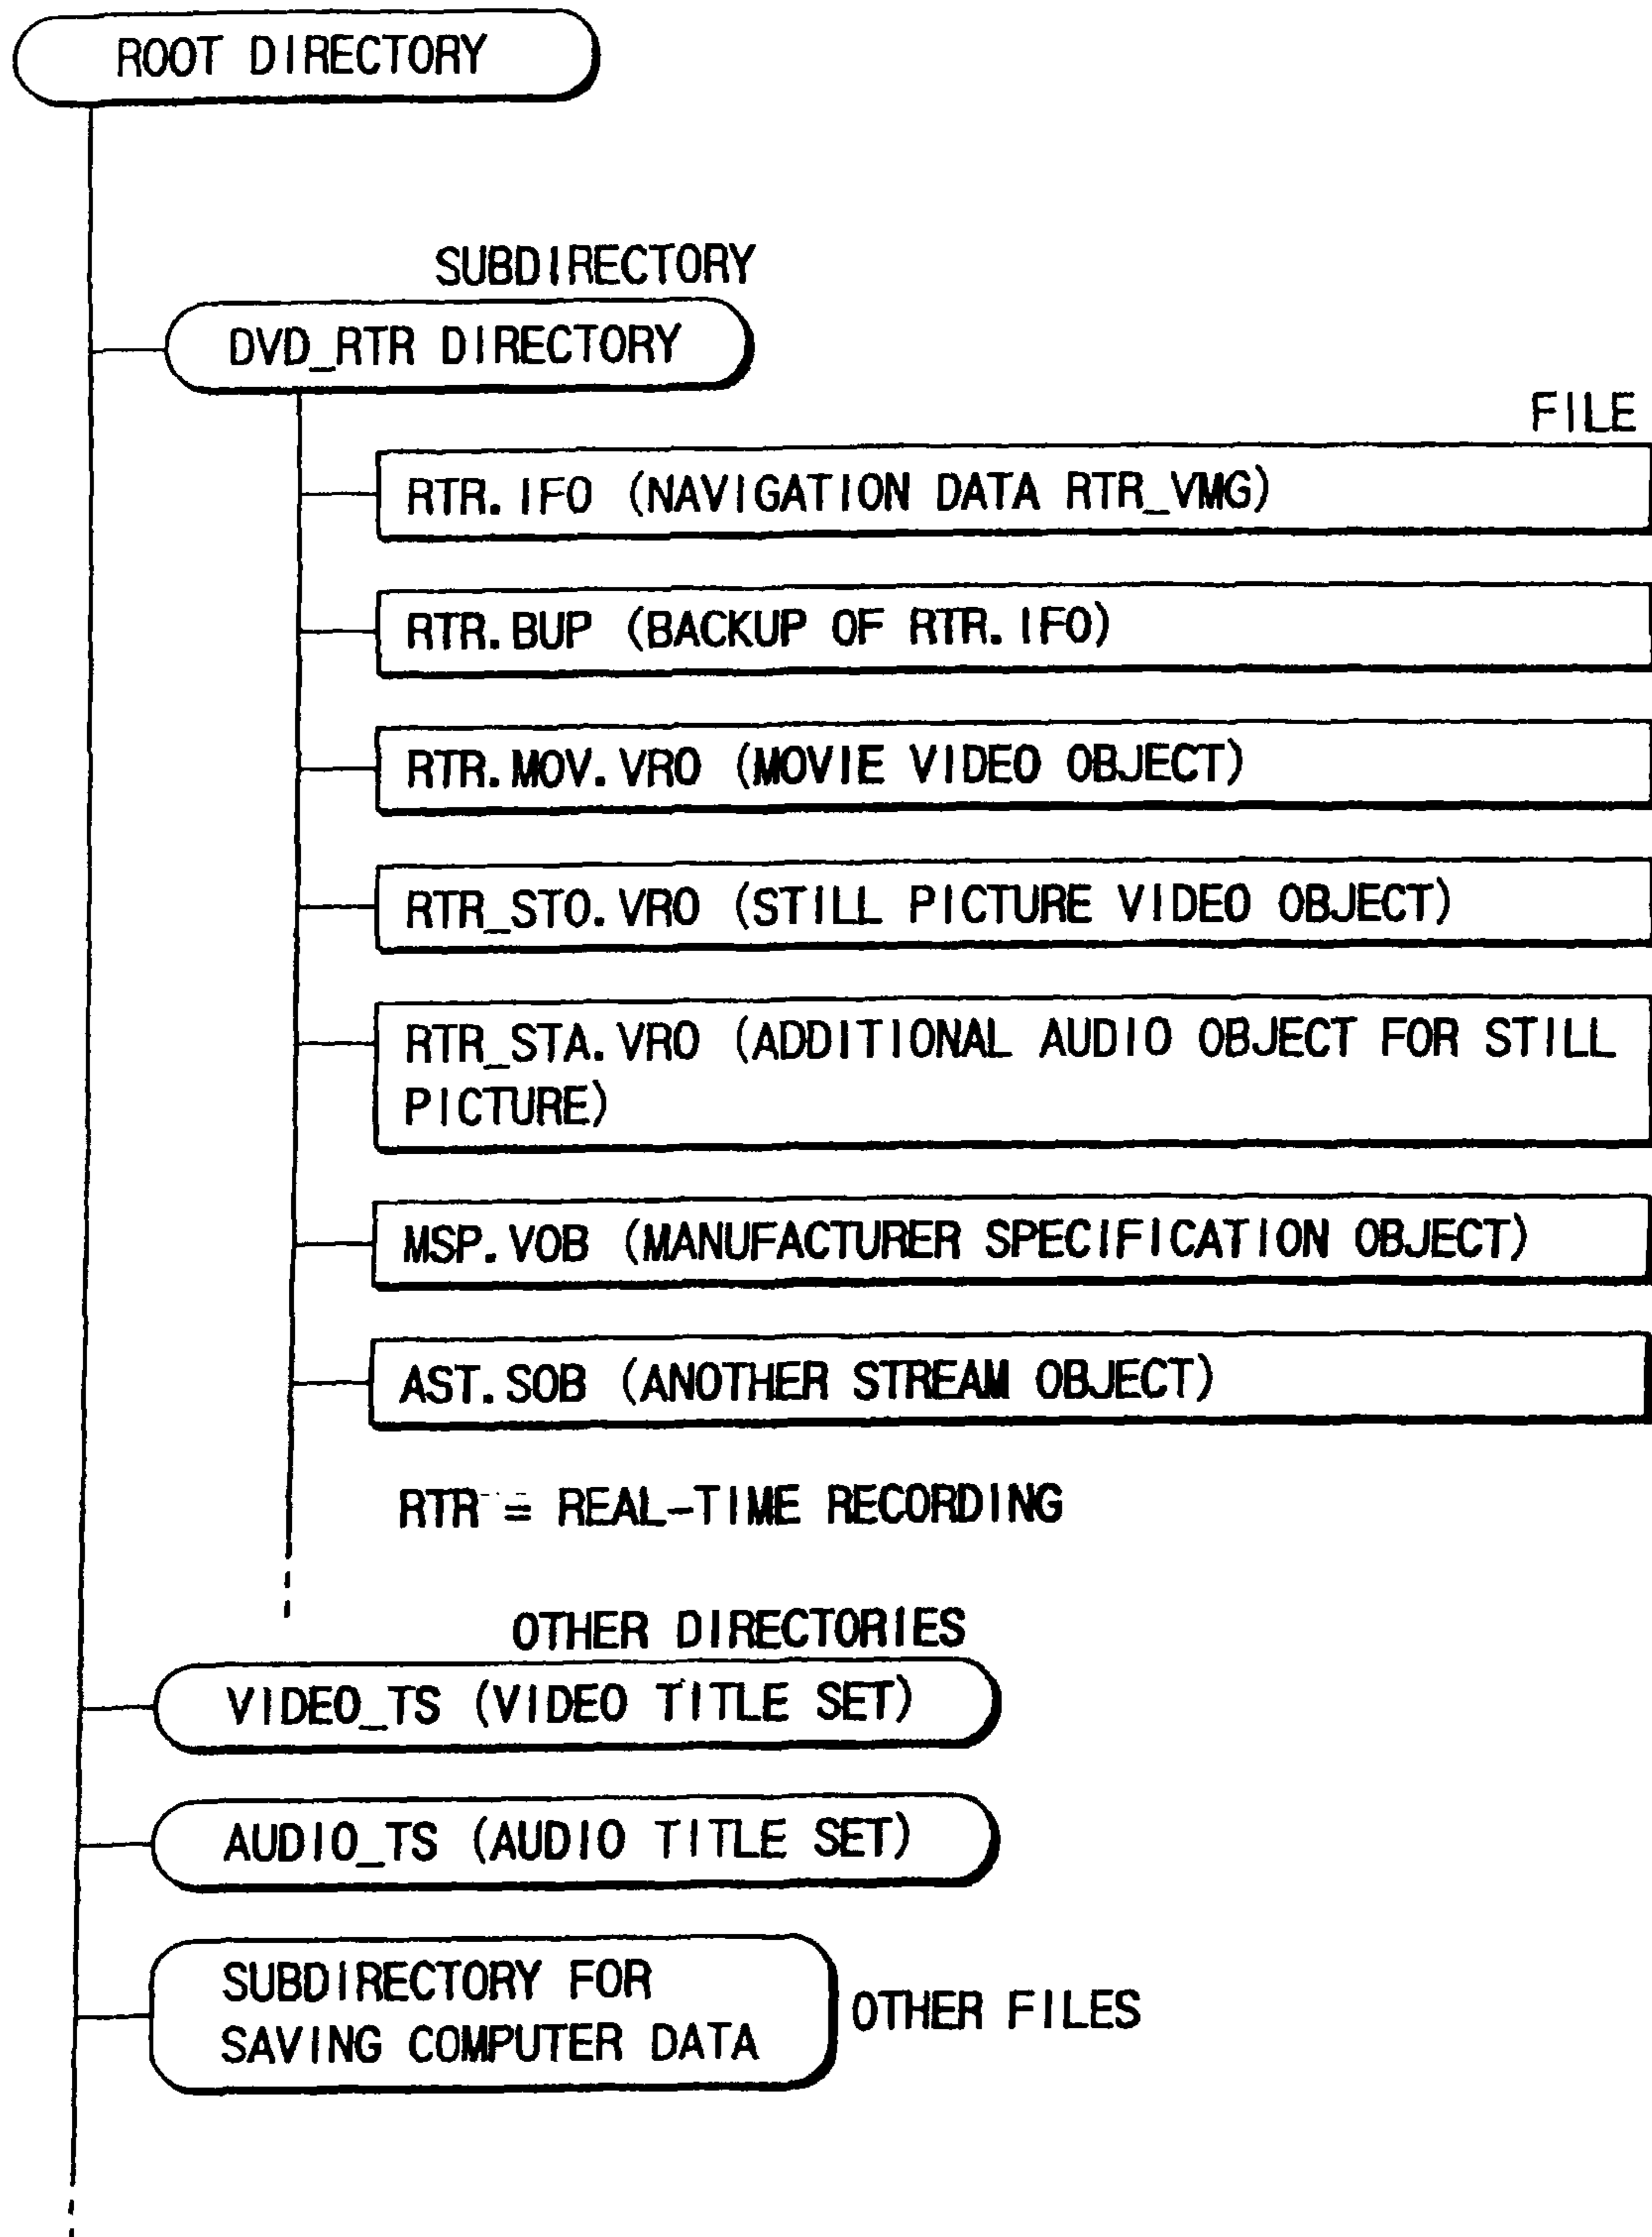 ROOT DIRECTORY
SUBDIRECTORY
DVD_RTR DIRECTORY
FILE
RTR.IFO (NAVIGATION DATA RTR_VMG)
RTR.BUP (BACKUP OF RTR.IFO)
RTR.MOV.VRO (MOVIE VIDEO OBJECT)
RTR_STO.VRO (STILL PICTURE VIDEO OBJECT)
RTR_STA.VRO (ADDITIONAL AUDIO OBJECT FOR STILL
PICTURE)
MSP.VOB (MANUFACTURER SPECIFICATION OBJECT)
AST.SOB (ANOTHER STREAM OBJECT)
RTR = REAL-TIME RECORDING
OTHER DIRECTORIES
VIDEO_TS (VIDEO TITLE SET)
AUDIO_TS (AUDIO TITLE SET)
SUBDIRECTORY FOR
SAVING COMPUTER DATA
OTHER FILES